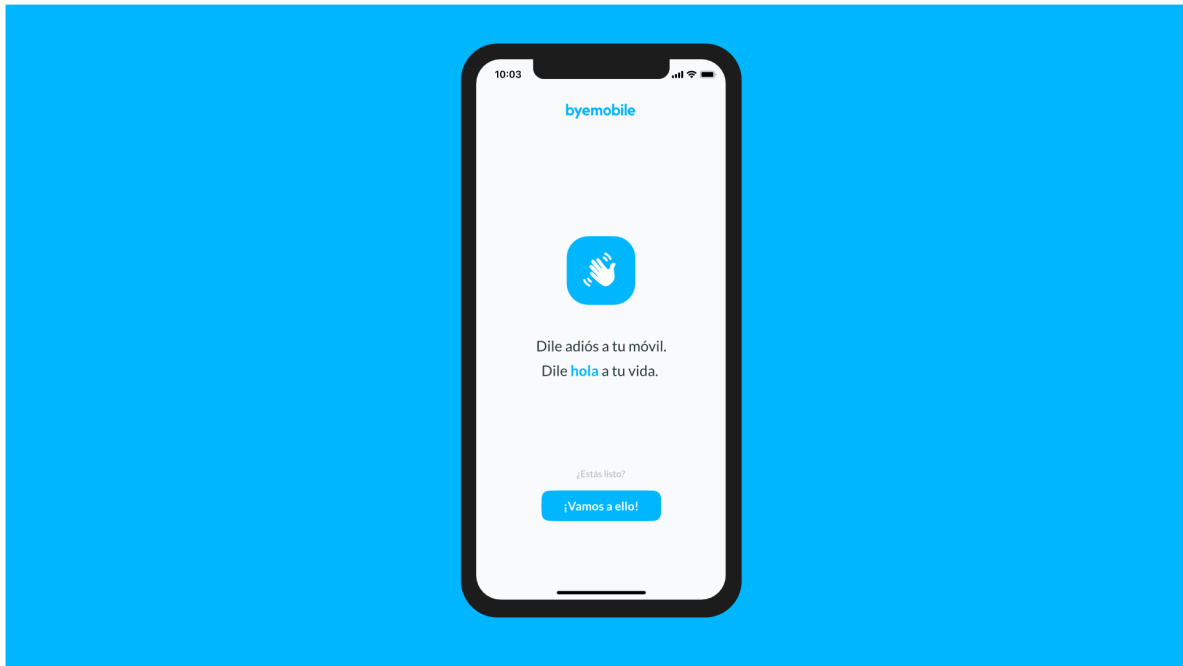 10:03
byemobile
Dile adiós a tu móvil.
Dile hola a tu vida.
¿Estás listo?
¡Vamos a ello!